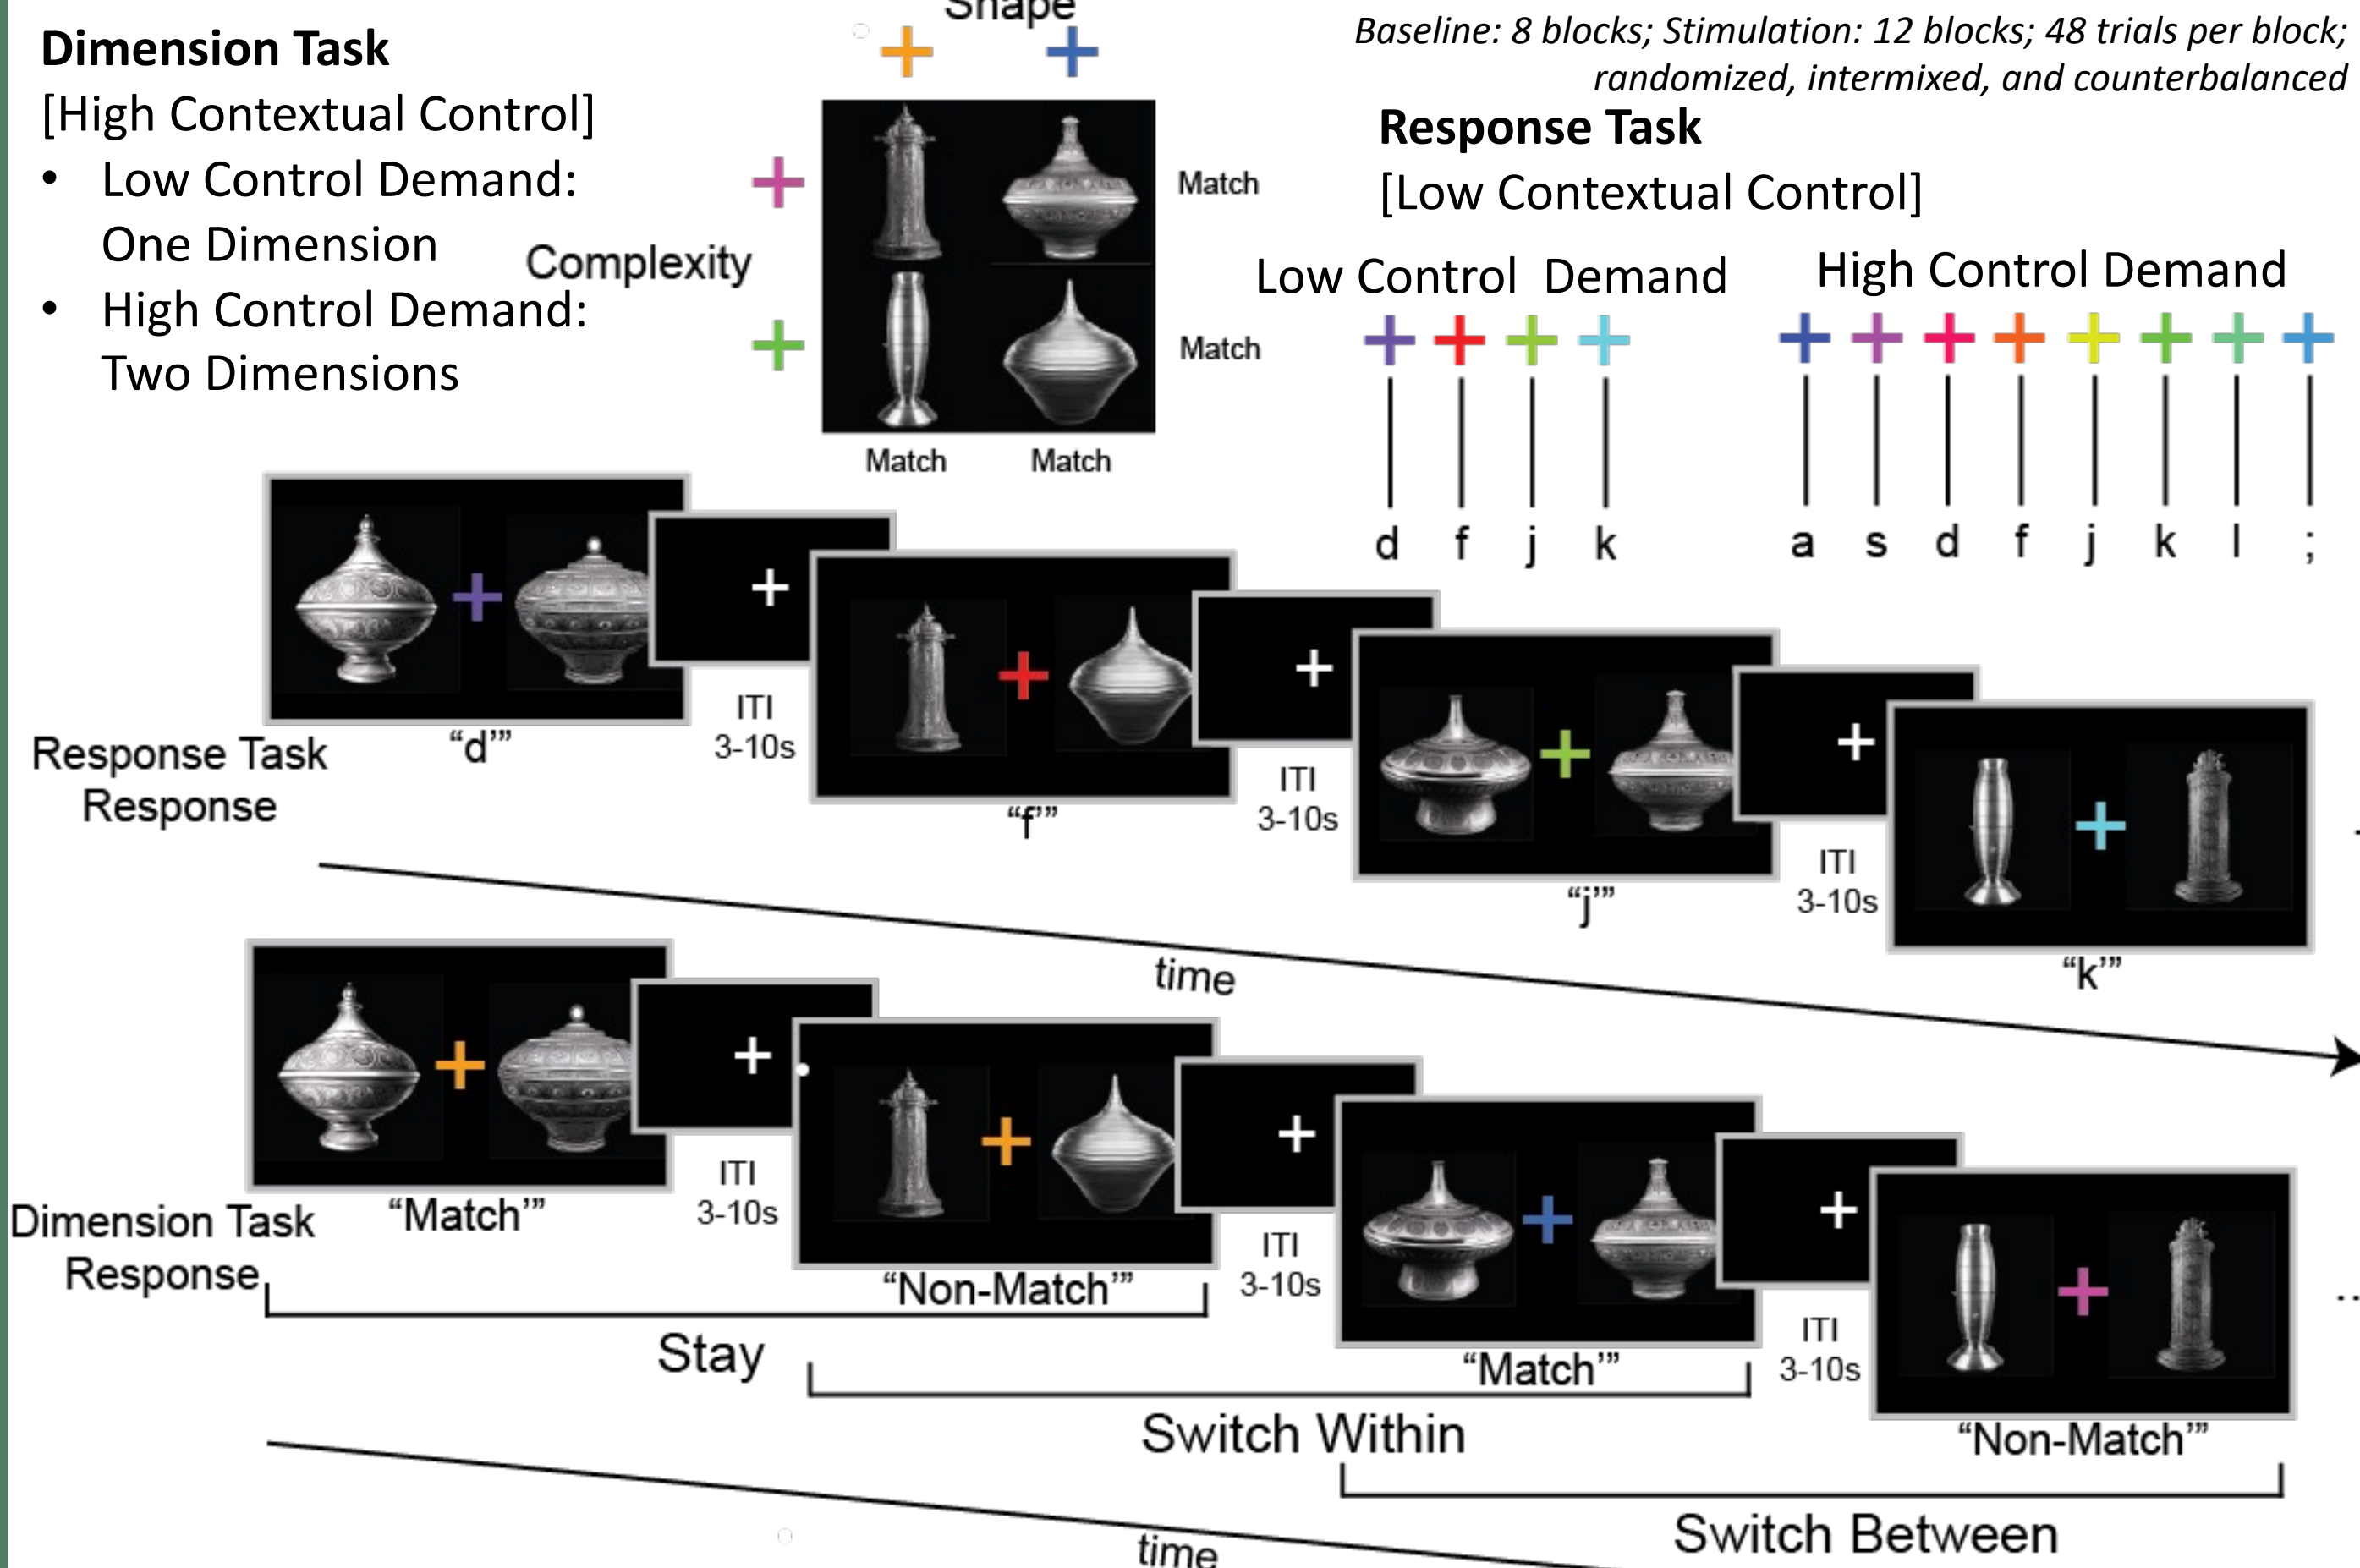 Shape
Baseline: 8 blocks; Stimulation: 12 blocks; 48 trials per block;
randomized, intermixed, and counterbalanced
Dimension Task
[High Contextual Control]
• Low Control Demand:
One Dimension
• High Control Demand:
Two Dimensions
Complexity
Match
Match
Match Match
Response Task
[Low Contextual Control]
Low Control Demand
High Control Demand
d f j k
a s d f j k l ;
Response Task
Response
“d'”
ITI
3-10s
“f'”
ITI
3-10s
“j'”
ITI
3-10s
“k'”
time
Dimension Task
Response
“Match'”
ITI
3-10s
“Non-Match'”
ITI
3-10s
“Match'”
ITI
3-10s
“Non-Match'”
..
Stay
Switch Within
Switch Between
time